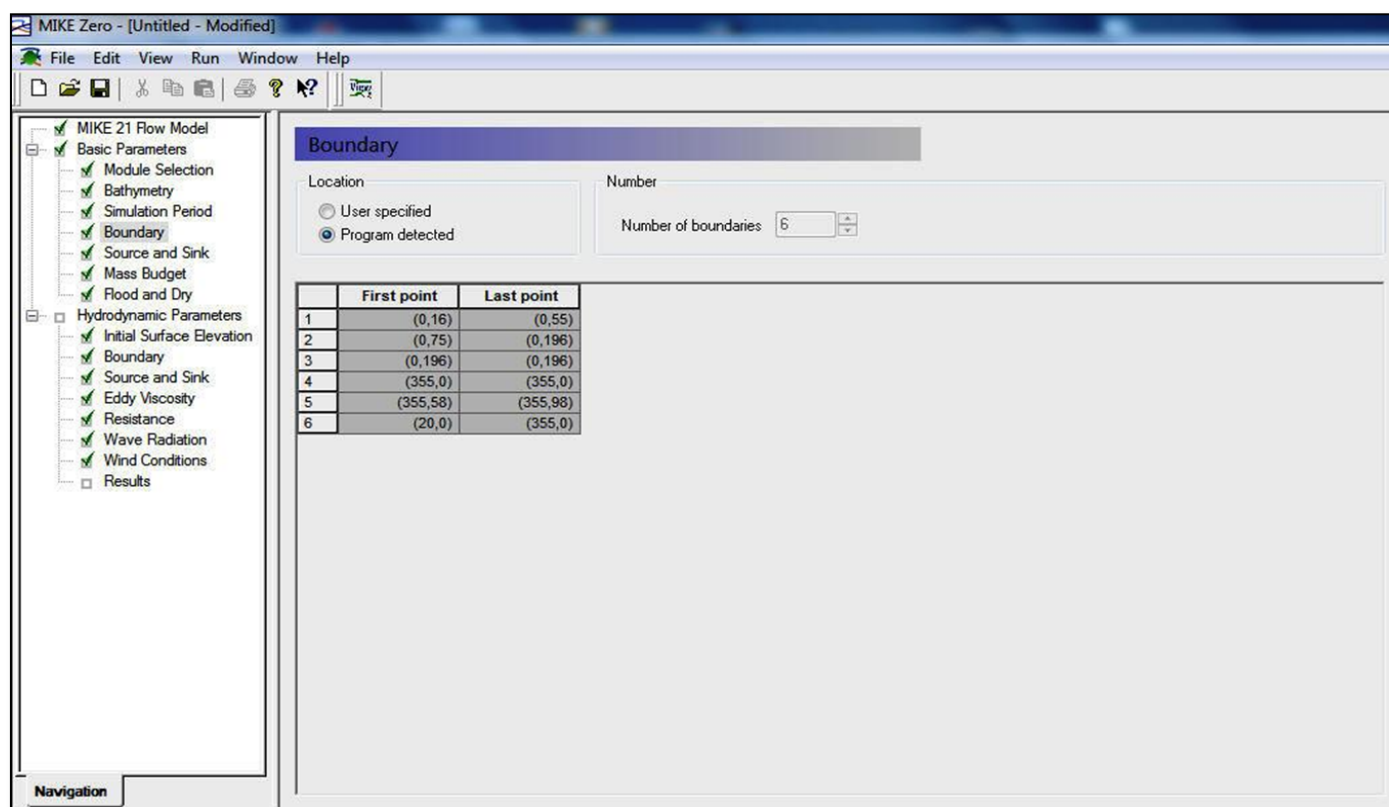 MIKE Zero - [Untitled - Modified]
File Edit View Run Window Help
VIEW
MIKE 21 Flow Model
Basic Parameters
Module Selection
Bathymetry
Simulation Period
Boundary
Source and Sink
Mass Budget
Flood and Dry
Hydrodynamic Parameters
Initial Surface Elevation
Boundary
Source and Sink
Eddy Viscosity
Resistance
Wave Radiation
Wind Conditions
Results
Navigation
Boundary
Location
User specified
Program detected
Number
Number of boundaries 6
First point Last point
1 (0,16) (0,55)
2 (0,75) (0,196)
3 (0,196) (0,196)
4 (355,0) (355,0)
5 (355,58) (355,98)
6 (20,0) (355,0)